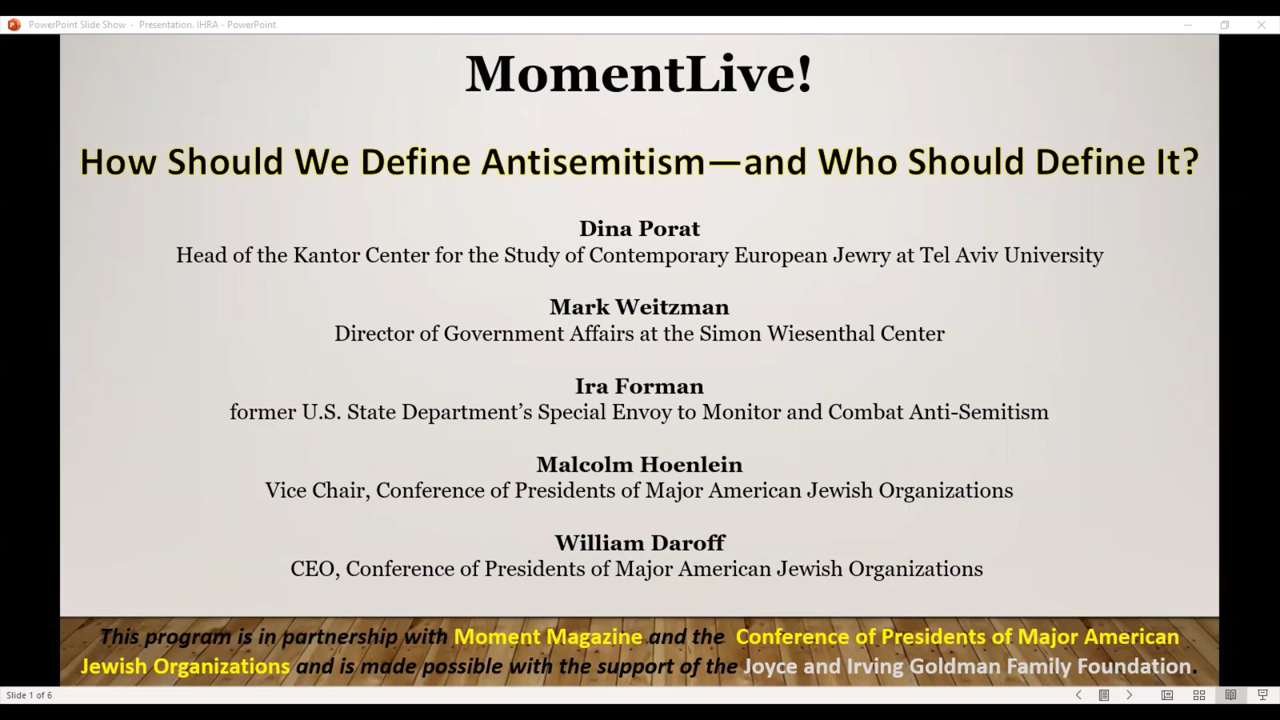 PowerPoint Slide Show - Presentation. IHRA - PowerPoint
MomentLive!
How Should We Define Antisemitism—and Who Should Define It?
Dina Porat
Head of the Kantor Center for the Study of Contemporary European Jewry at Tel Aviv University
Mark Weitzman
Director of Government Affairs at the Simon Wiesenthal Center
Ira Forman
former U.S. State Department's Special Envoy to Monitor and Combat Anti-Semitism
Malcolm Hoenlein
Vice Chair, Conference of Presidents of Major American Jewish Organizations
William Daroff
CEO, Conference of Presidents of Major American Jewish Organizations
This program is in partnership with Moment Magazine and the Conference of Presidents of Major American
Jewish Organizations and is made possible with the support of the Joyce and Irving Goldman Family Foundation.
Slide 1 of 6